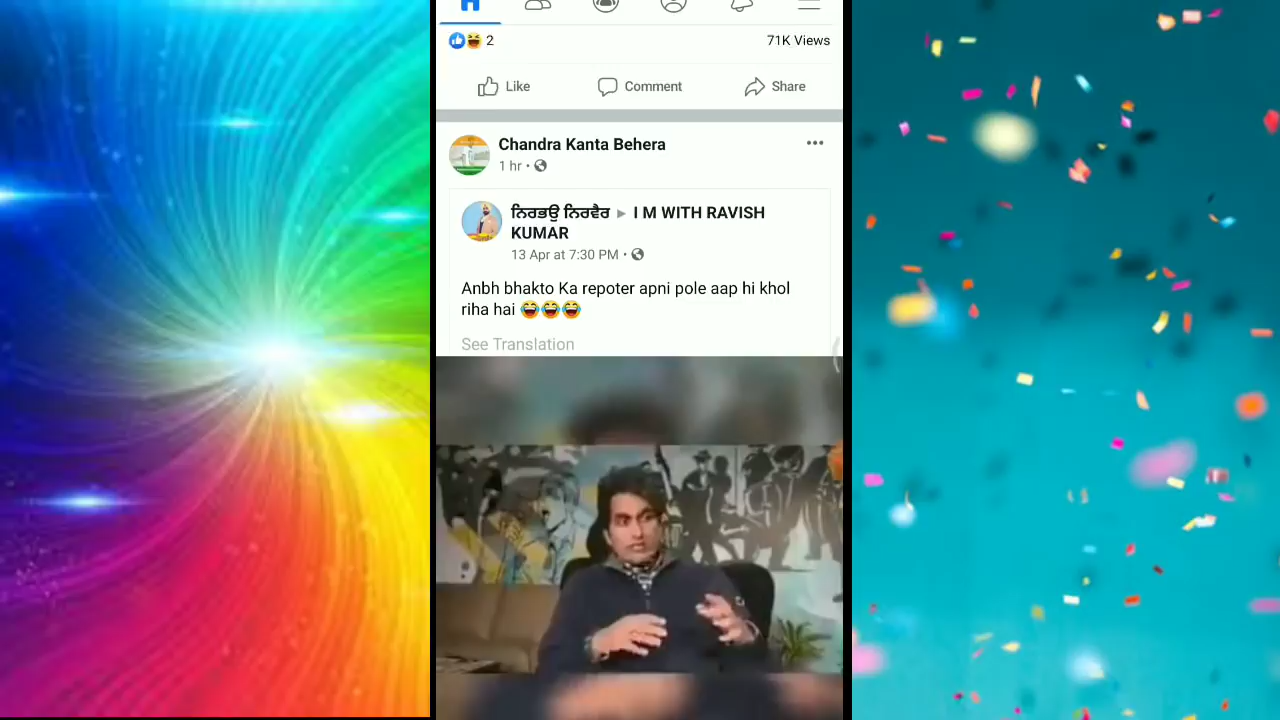 2
71K Views
Like
Comment
Share
Chandra Kanta Behera
1 hr •
ਨਿਰਭਉ ਨਿਰਵੈਰ ▸ I M WITH RAVISH
KUMAR
13 Apr at 7:30 PM •
Anbh bhakto Ka repoter apni pole aap hi khol
riha hai 😂😂😂
See Translation